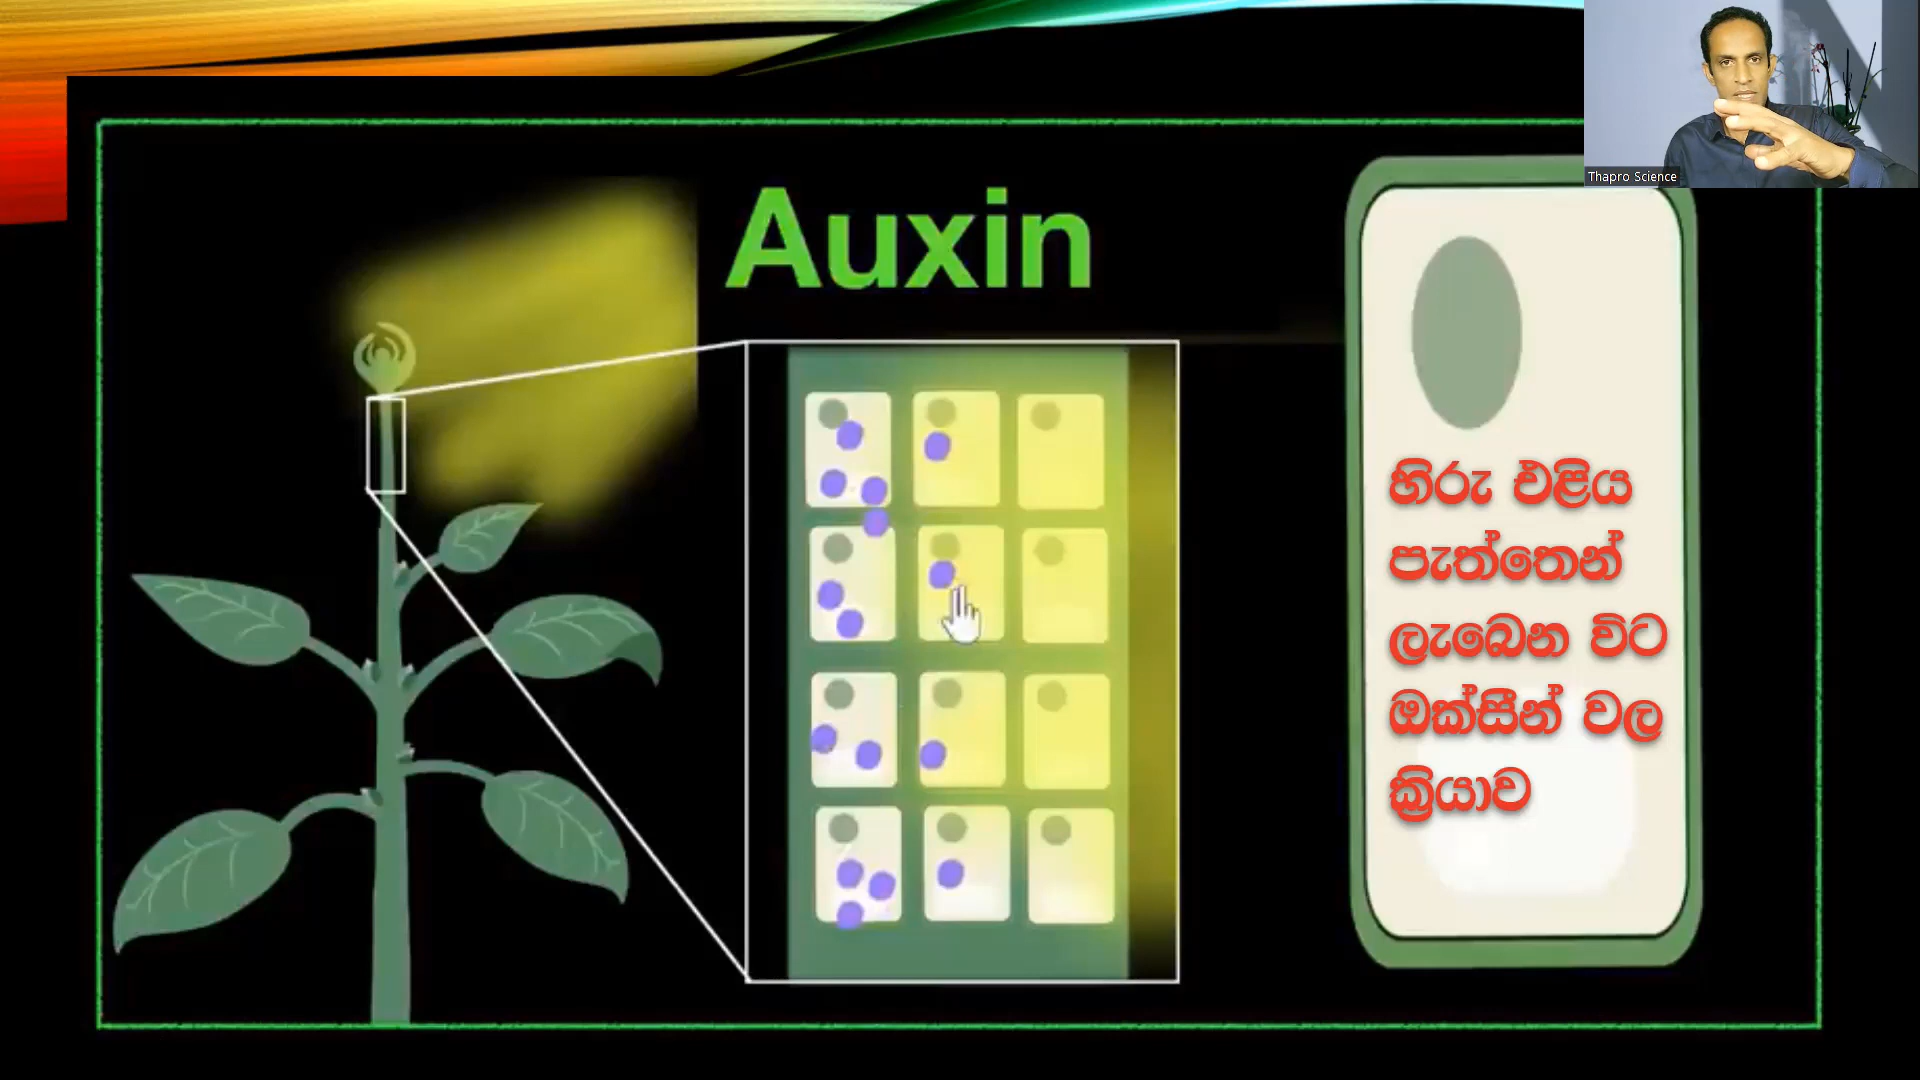 Thapro Science
Auxin
හිරු එළිය
පැත්තෙන්
ලැබෙන විට
ඔක්සීන් වල
ක්‍රියාව